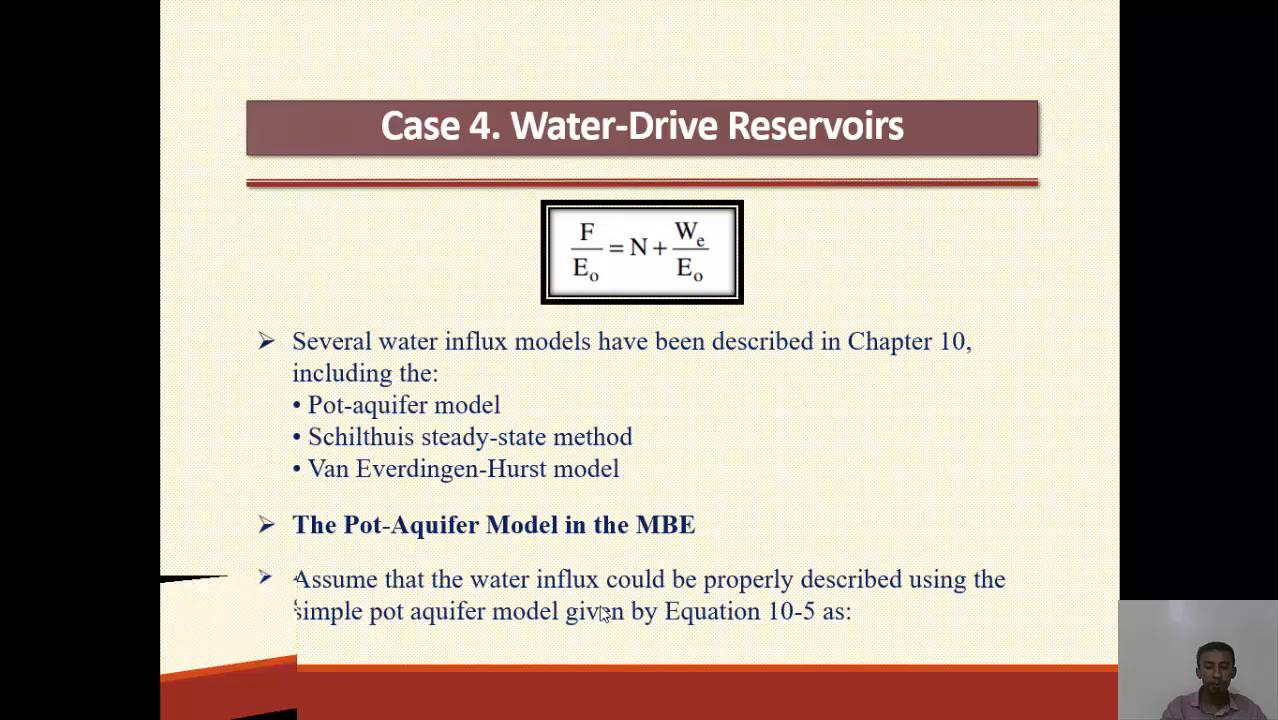 Case 4. Water-Drive Reservoirs
F/Eo = N + We/Eo
➢ Several water influx models have been described in Chapter 10,
including the:
• Pot-aquifer model
• Schilthuis steady-state method
• Van Everdingen-Hurst model
➢ The Pot-Aquifer Model in the MBE
➢ Assume that the water influx could be properly described using the
simple pot aquifer model given by Equation 10-5 as: